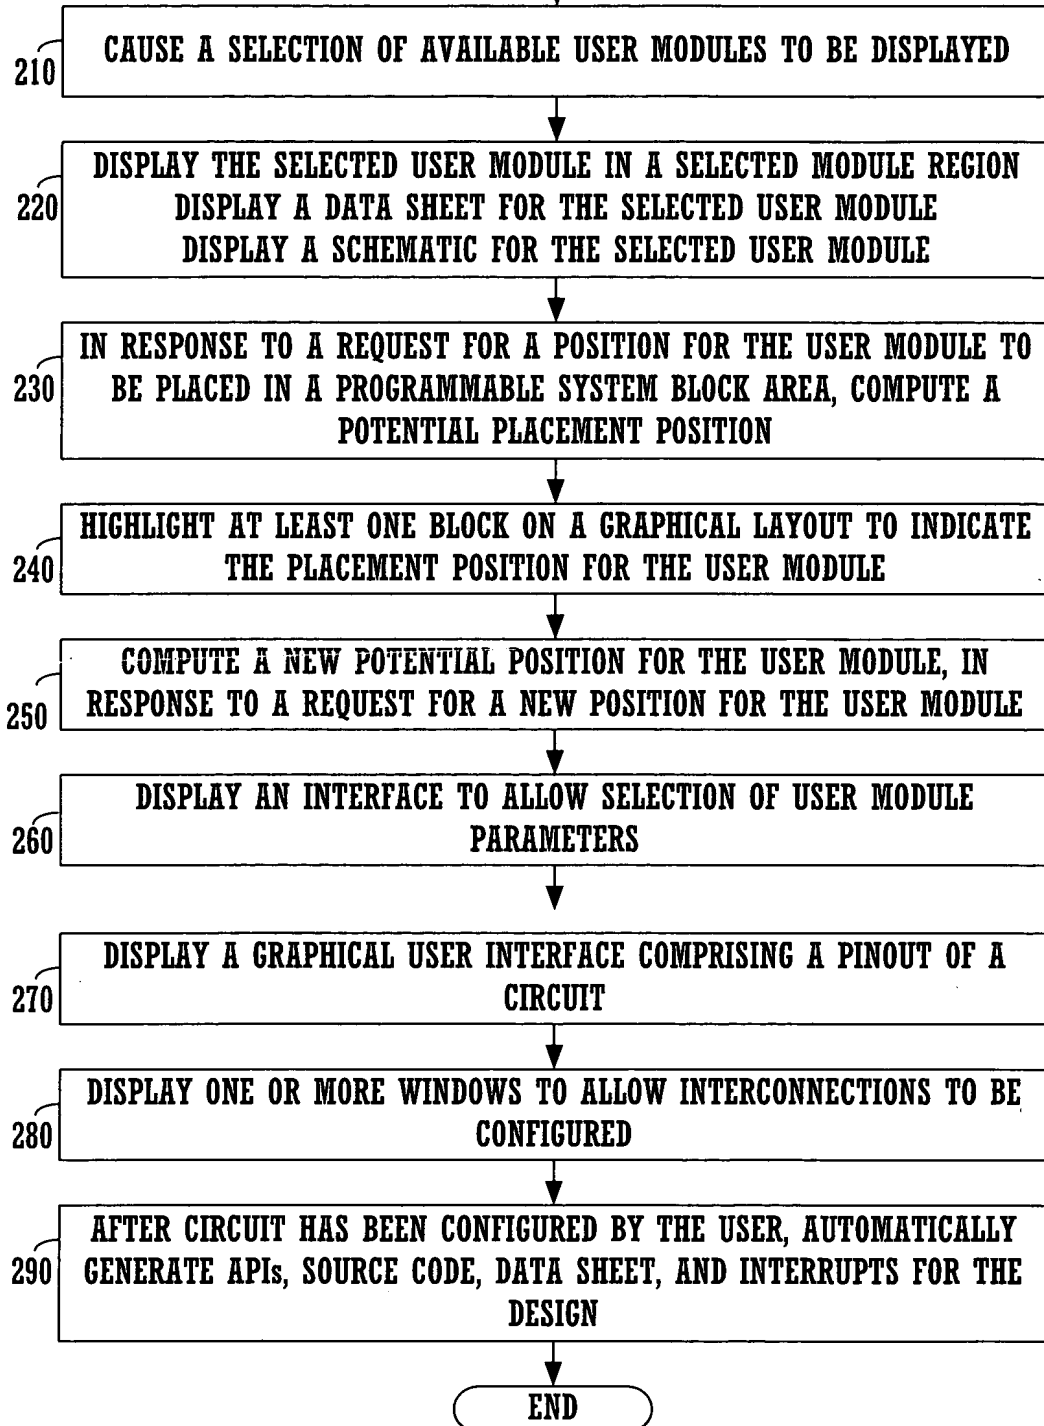 210
CAUSE A SELECTION OF AVAILABLE USER MODULES TO BE DISPLAYED
220
DISPLAY THE SELECTED USER MODULE IN A SELECTED MODULE REGION
DISPLAY A DATA SHEET FOR THE SELECTED USER MODULE
DISPLAY A SCHEMATIC FOR THE SELECTED USER MODULE
230
IN RESPONSE TO A REQUEST FOR A POSITION FOR THE USER MODULE TO
BE PLACED IN A PROGRAMMABLE SYSTEM BLOCK AREA, COMPUTE A
POTENTIAL PLACEMENT POSITION
240
HIGHLIGHT AT LEAST ONE BLOCK ON A GRAPHICAL LAYOUT TO INDICATE
THE PLACEMENT POSITION FOR THE USER MODULE
250
COMPUTE A NEW POTENTIAL POSITION FOR THE USER MODULE, IN
RESPONSE TO A REQUEST FOR A NEW POSITION FOR THE USER MODULE
260
DISPLAY AN INTERFACE TO ALLOW SELECTION OF USER MODULE
PARAMETERS
270
DISPLAY A GRAPHICAL USER INTERFACE COMPRISING A PINOUT OF A
CIRCUIT
280
DISPLAY ONE OR MORE WINDOWS TO ALLOW INTERCONNECTIONS TO BE
CONFIGURED
290
AFTER CIRCUIT HAS BEEN CONFIGURED BY THE USER, AUTOMATICALLY
GENERATE APIs, SOURCE CODE, DATA SHEET, AND INTERRUPTS FOR THE
DESIGN
END